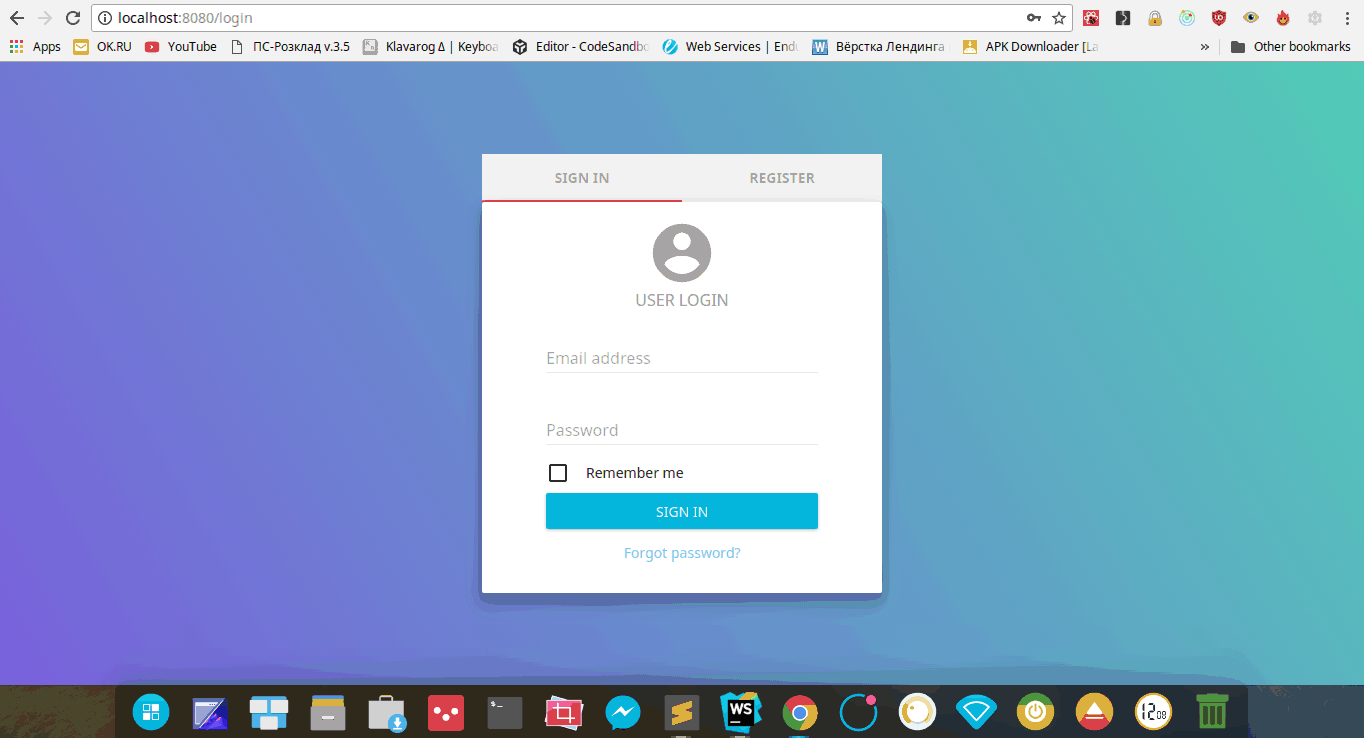 localhost:8080/login
Apps OK.RU YouTube ПС-Розклад v.3.5 Klavarog Δ | Keyboa Editor - CodeSandbo Web Services | Endu Вёрстка Лендинга APK Downloader [La » Other bookmarks
SIGN IN REGISTER
USER LOGIN
Email address
Password
Remember me
SIGN IN
Forgot password?
WS
12 09